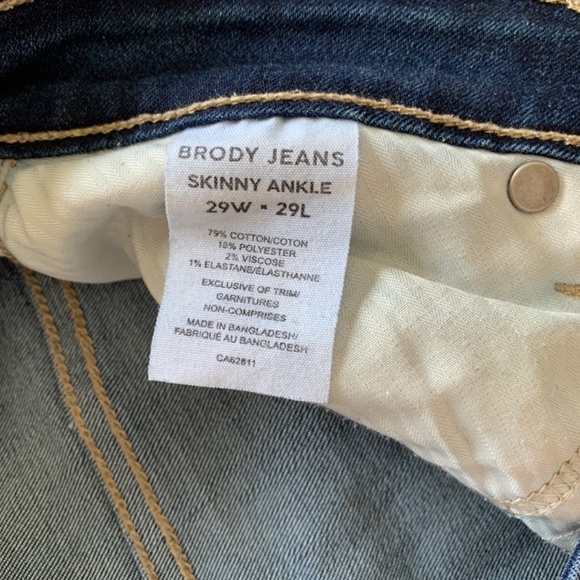 BRODY JEANS
SKINNY ANKLE
29W • 29L
79% COTTON/COTON
18% POLYESTER
2% VISCOSE
1% ELASTANE/ÉLASTHANNE
EXCLUSIVE OF TRIM/
GARNITURES
NON-COMPRISES
MADE IN BANGLADESH/
FABRIQUÉ AU BANGLADESH
CA62811